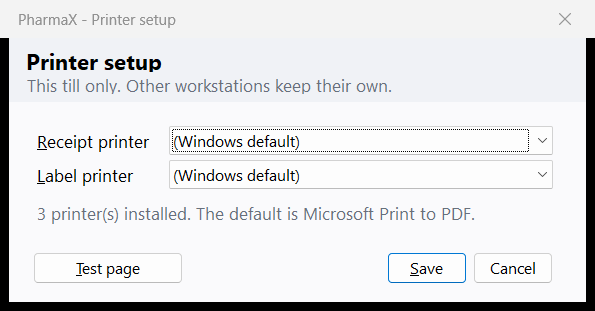 PharmaX - Printer setup
Printer setup
This till only. Other workstations keep their own.
Receipt printer (Windows default)
Label printer (Windows default)
3 printer(s) installed. The default is Microsoft Print to PDF.
Test page Save Cancel